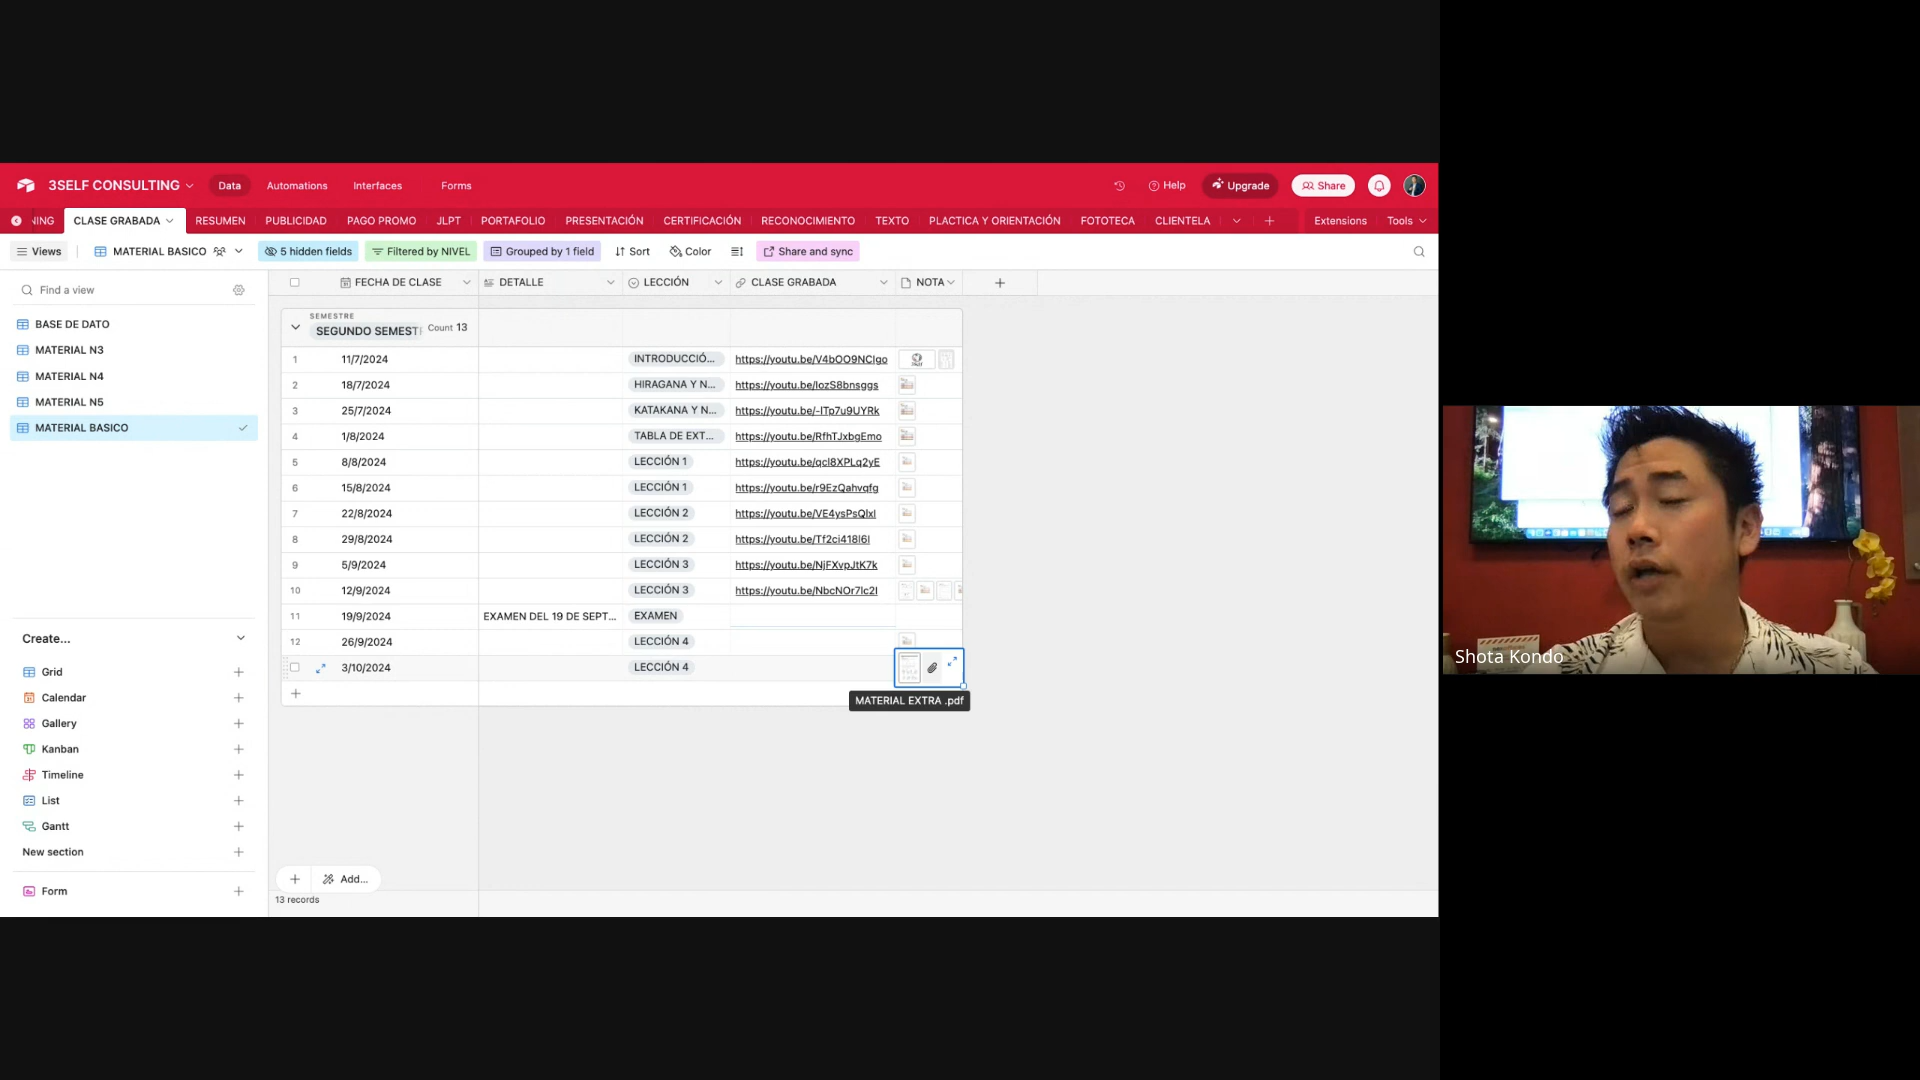 3SELF CONSULTING Data Automations Interfaces Forms Help Upgrade Share
NING CLASE GRABADA RESUMEN PUBLICIDAD PAGO PROMO JLPT PORTAFOLIO PRESENTACIÓN CERTIFICACIÓN RECONOCIMIENTO TEXTO PLACTICA Y ORIENTACIÓN FOTOTECA CLIENTELA Extensions Tools
Views MATERIAL BASICO 5 hidden fields Filtered by NIVEL Grouped by 1 field Sort Color Share and sync
Find a view
BASE DE DATO
MATERIAL N3
MATERIAL N4
MATERIAL N5
MATERIAL BASICO
Create...
Grid
Calendar
Gallery
Kanban
Timeline
List
Gantt
New section
Form
FECHA DE CLASE DETALLE LECCIÓN CLASE GRABADA NOTA
SEMESTRE
SEGUNDO SEMEST Count 13
1 11/7/2024 INTRODUCCIÓ... https://youtu.be/V4bOO9NClgo
2 18/7/2024 HIRAGANA Y N... https://youtu.be/lozS8bnsggs
3 25/7/2024 KATAKANA Y N... https://youtu.be/-lTp7u9UYRk
4 1/8/2024 TABLA DE EXT... https://youtu.be/RfhTJxbgEmo
5 8/8/2024 LECCIÓN 1 https://youtu.be/qcl8XPLq2yE
6 15/8/2024 LECCIÓN 1 https://youtu.be/r9EzQahvqfg
7 22/8/2024 LECCIÓN 2 https://youtu.be/VE4ysPsQlxI
8 29/8/2024 LECCIÓN 2 https://youtu.be/Tf2ci418l6I
9 5/9/2024 LECCIÓN 3 https://youtu.be/NjFXvpJtK7k
10 12/9/2024 LECCIÓN 3 https://youtu.be/NbcNOr7lc2I
11 19/9/2024 EXAMEN DEL 19 DE SEPT... EXAMEN
12 26/9/2024 LECCIÓN 4
3/10/2024 LECCIÓN 4
MATERIAL EXTRA .pdf
Add...
13 records
Shota Kondo